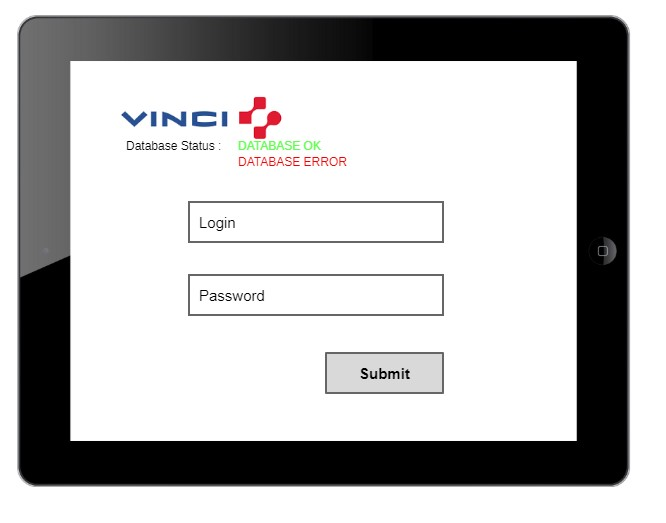 VINCI
Database Status : DATABASE OK
DATABASE ERROR
Login
Password
Submit